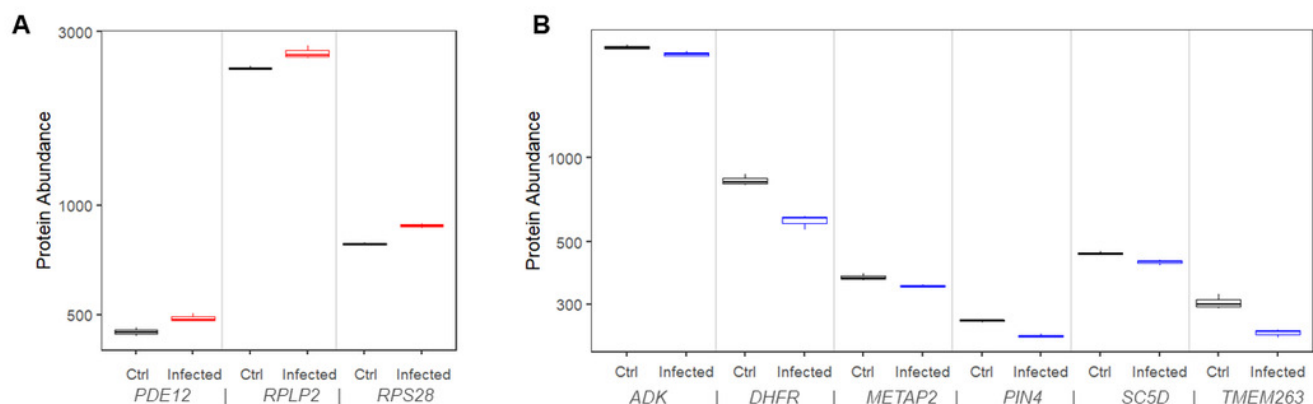 A
3000
1000
500
Protein Abundance
Ctrl Infected Ctrl Infected Ctrl Infected
PDE12 | RPLP2 | RPS28
B
1000
500
300
Protein Abundance
Ctrl Infected Ctrl Infected Ctrl Infected Ctrl Infected Ctrl Infected Ctrl Infected
ADK | DHFR | METAP2 | PIN4 | SC5D | TMEM263